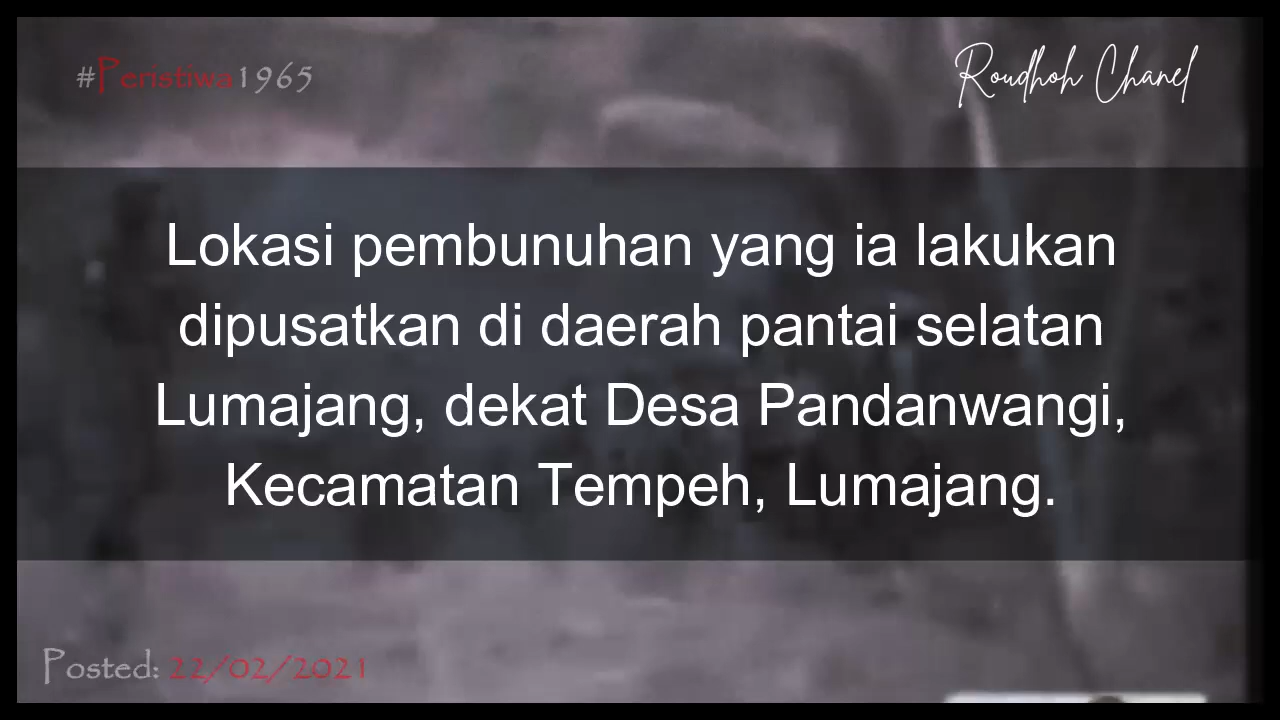 #Peristiwa1965
Roudhoh Chanel
Lokasi pembunuhan yang ia lakukan
dipusatkan di daerah pantai selatan
Lumajang, dekat Desa Pandanwangi,
Kecamatan Tempeh, Lumajang.
Posted: 22/02/2021